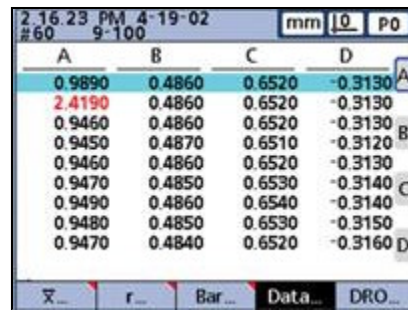 2.16.23 PM 4-19-02
#60 9-100
mm 0 P0
A B C D
0.9890 0.4860 0.6520 -0.3130
2.4190 0.4860 0.6520 -0.3130
0.9460 0.4860 0.6520 -0.3130
0.9450 0.4870 0.6510 -0.3120
0.9460 0.4860 0.6520 -0.3130
0.9470 0.4850 0.6530 -0.3140
0.9490 0.4860 0.6540 -0.3140
0.9480 0.4850 0.6530 -0.3150
0.9470 0.4840 0.6520 -0.3160
A
B
C
D
x̅... r... Bar... Data... DRO...